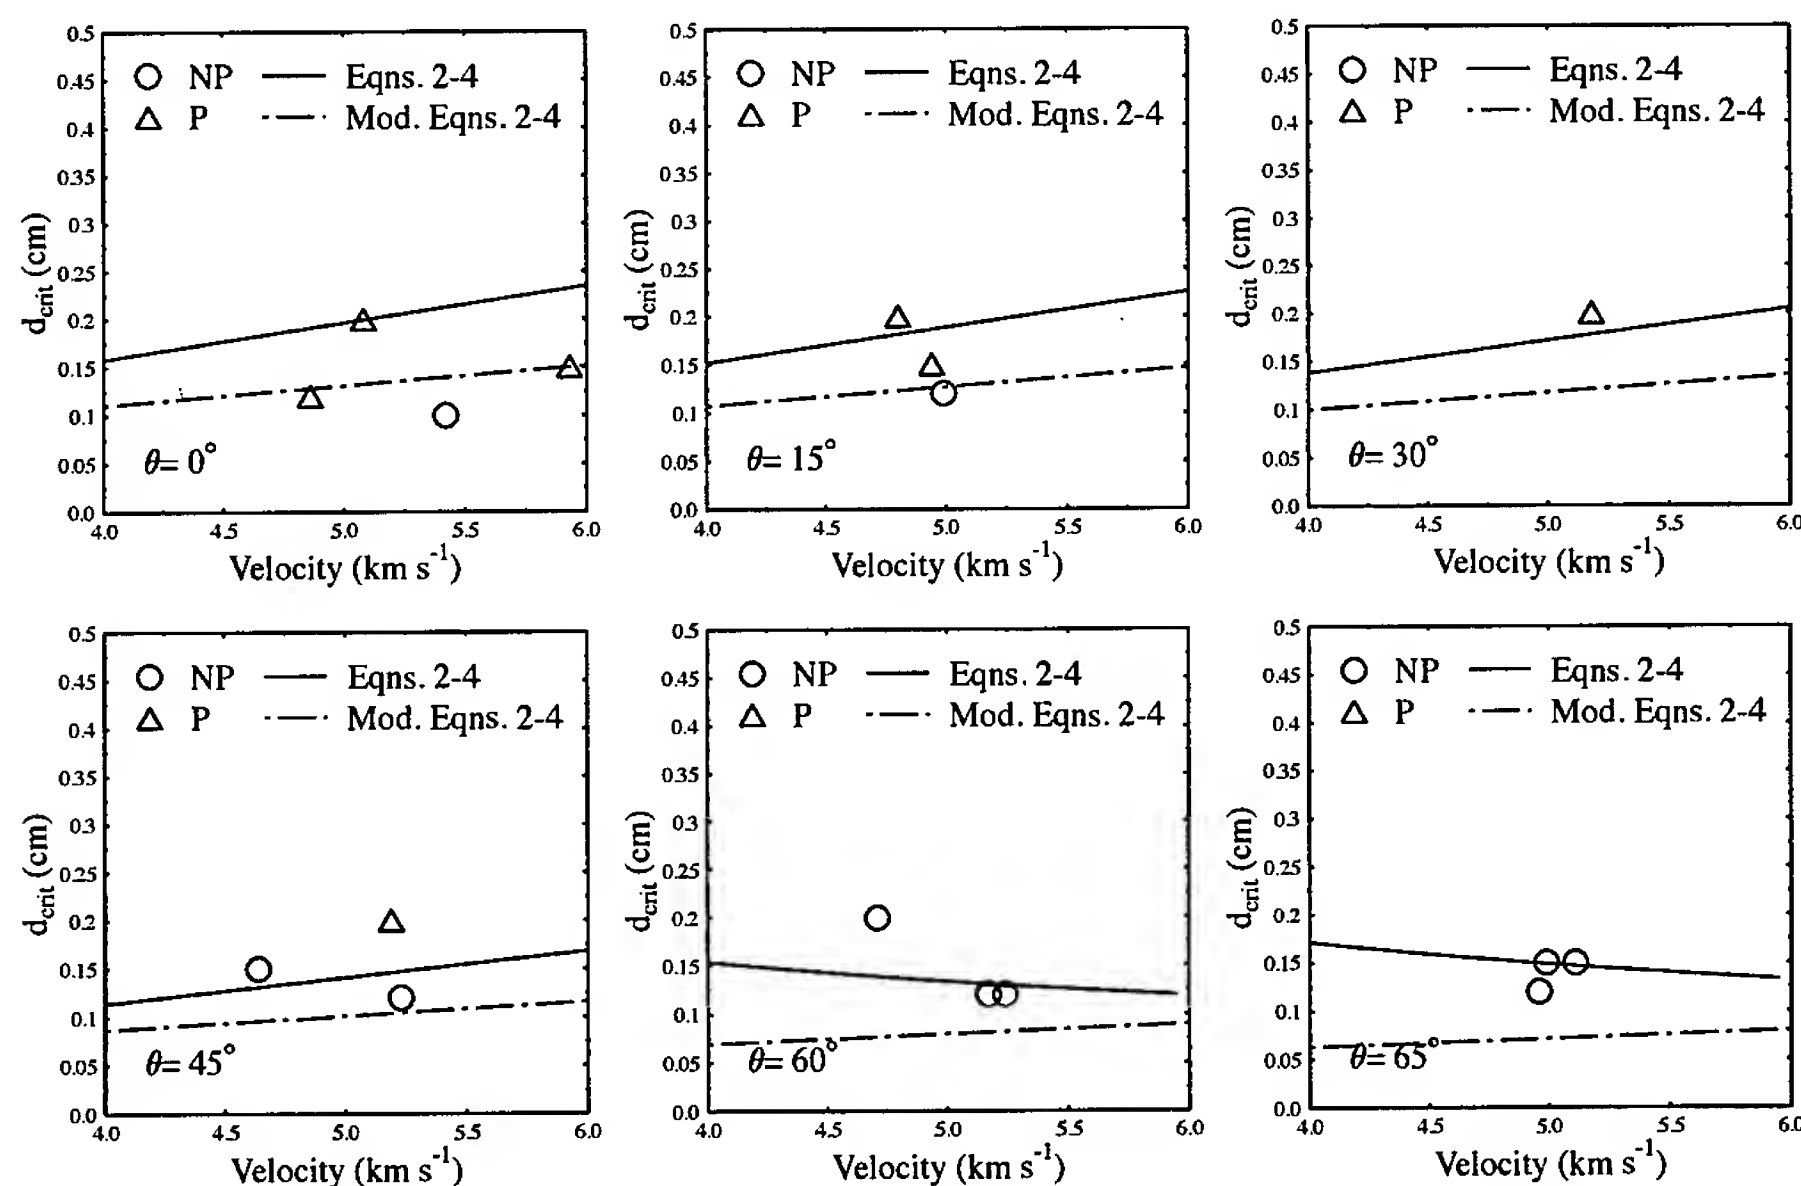 0.5
0.45
0.4
0.35
0.3
0.25
0.2
0.15
0.1
0.05
0.0
d_crit (cm)
○ NP — Eqns. 2-4
△ P —·—· Mod. Eqns. 2-4
θ= 0°
4.0 4.5 5.0 5.5 6.0
Velocity (km s⁻¹)
0.5
0.45
0.4
0.35
0.3
0.25
0.2
0.15
0.1
0.05
0.0
d_crit (cm)
○ NP — Eqns. 2-4
△ P —·—· Mod. Eqns. 2-4
θ= 15°
4.0 4.5 5.0 5.5 6.0
Velocity (km s⁻¹)
0.5
0.45
0.4
0.35
0.3
0.25
0.2
0.15
0.1
0.05
0.0
d_crit (cm)
○ NP — Eqns. 2-4
△ P —·—· Mod. Eqns. 2-4
θ= 30°
4.0 4.5 5.0 5.5 6.0
Velocity (km s⁻¹)
0.5
0.45
0.4
0.35
0.3
0.25
0.2
0.15
0.1
0.05
0.0
d_crit (cm)
○ NP — Eqns. 2-4
△ P —·—· Mod. Eqns. 2-4
θ= 45°
4.0 4.5 5.0 5.5 6.0
Velocity (km s⁻¹)
0.5
0.45
0.4
0.35
0.3
0.25
0.2
0.15
0.1
0.05
0.0
d_crit (cm)
○ NP — Eqns. 2-4
△ P —·—· Mod. Eqns. 2-4
θ= 60°
4.0 4.5 5.0 5.5 6.0
Velocity (km s⁻¹)
0.5
0.45
0.4
0.35
0.3
0.25
0.2
0.15
0.1
0.05
0.0
d_crit (cm)
○ NP — Eqns. 2-4
△ P —·—· Mod. Eqns. 2-4
θ= 65°
4.0 4.5 5.0 5.5 6.0
Velocity (km s⁻¹)